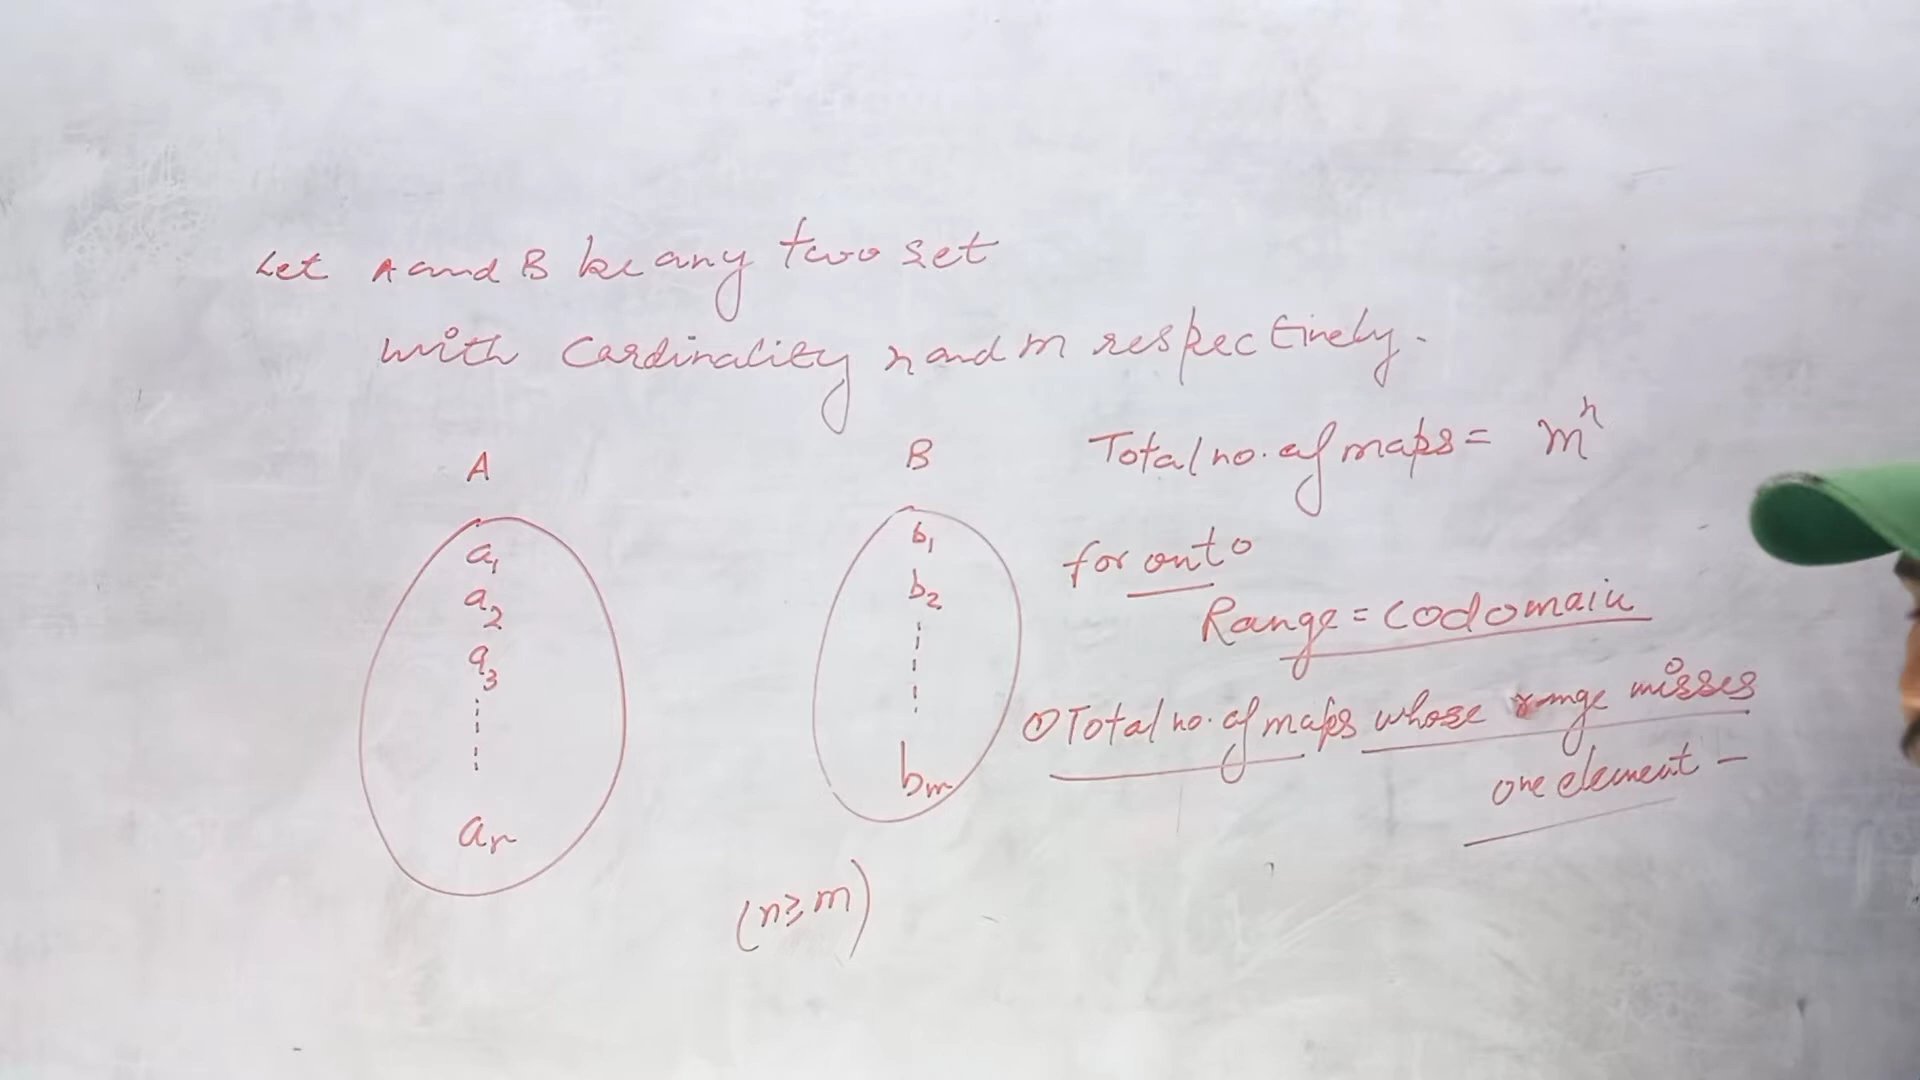 Let A and B be any two set
with Cardinality n and m respectively.
A
a1
a2
a3
an
B
b1
b2
bm
(n≥m)
Total no. of maps = m^n
for onto
Range = codomain
① Total no. of maps whose range misses
one element -